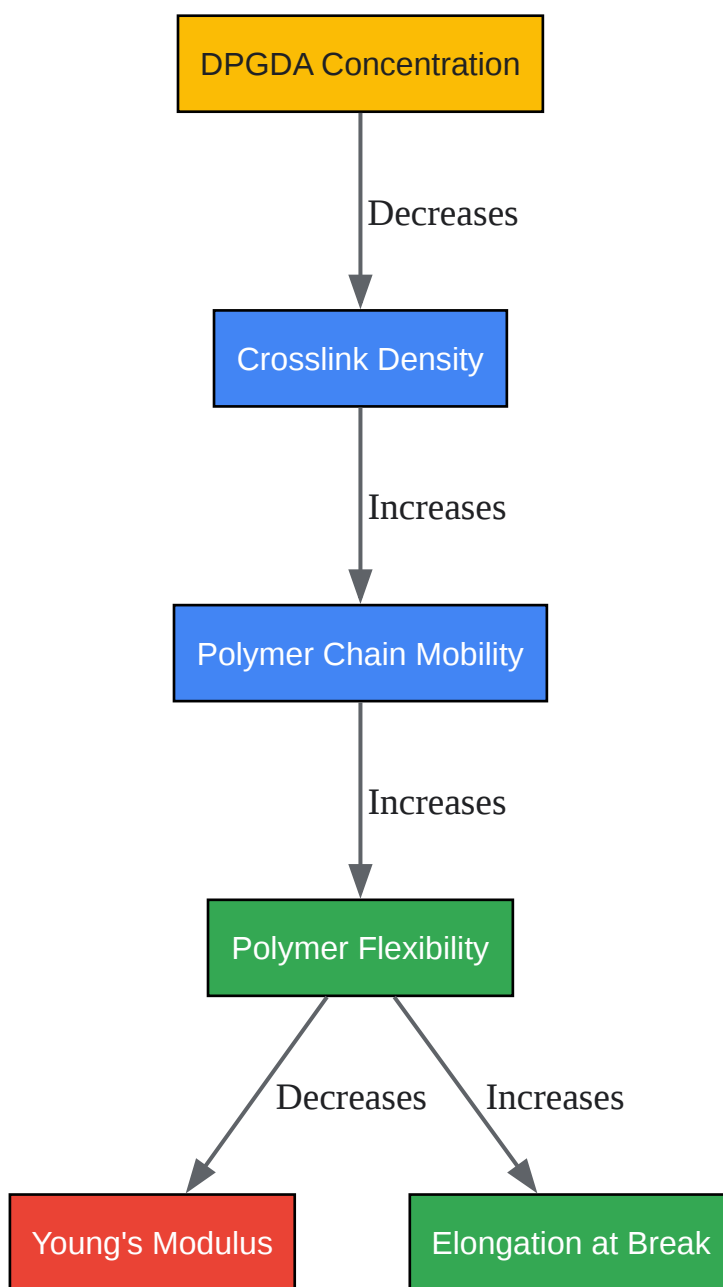 DPGDA Concentration
Decreases
Crosslink Density
Increases
Polymer Chain Mobility
Increases
Polymer Flexibility
Decreases
Increases
Young's Modulus
Elongation at Break